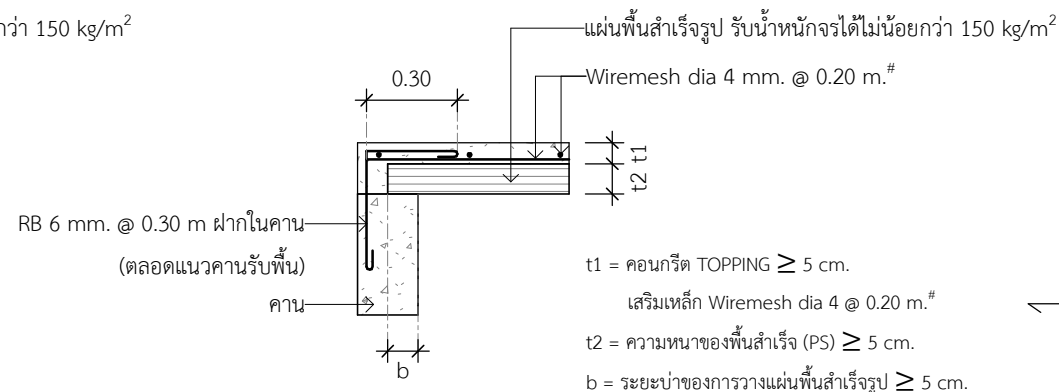 กว่า 150 kg/m²
แผ่นพื้นสำเร็จรูป รับน้ำหนักจรได้ไม่น้อยกว่า 150 kg/m²
Wiremesh dia 4 mm. @ 0.20 m.#
0.30
t1
t2
RB 6 mm. @ 0.30 m ฝากในคาน
(ตลอดแนวคานรับพื้น)
คาน
b
t1 = คอนกรีต TOPPING ≥ 5 cm.
เสริมเหล็ก Wiremesh dia 4 @ 0.20 m.#
t2 = ความหนาของพื้นสำเร็จ (PS) ≥ 5 cm.
b = ระยะบ่าของการวางแผ่นพื้นสำเร็จรูป ≥ 5 cm.